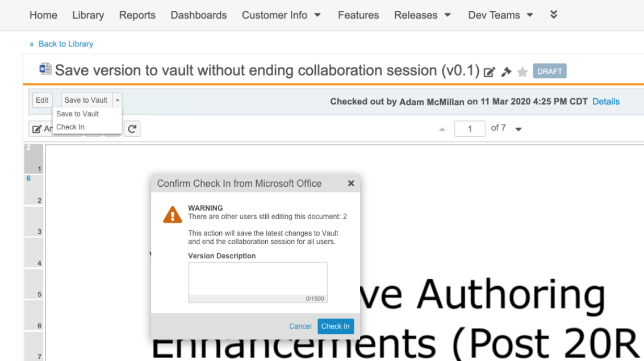 Home Library Reports Dashboards Customer Info Features Releases Dev Teams
« Back to Library
Save version to vault without ending collaboration session (v0.1) DRAFT
Edit Save to Vault Checked out by Adam McMillan on 11 Mar 2020 4:25 PM CDT Details
Save to Vault
Check In
1 of 7
2
1
6
2
3
4
5
6
7
Confirm Check In from Microsoft Office
WARNING
There are other users still editing this document: 2
This action will save the latest changes to Vault
and end the collaboration session for all users.
Version Description
0/1500
Cancel Check In
ve Authoring
Enhancements (Post 20R